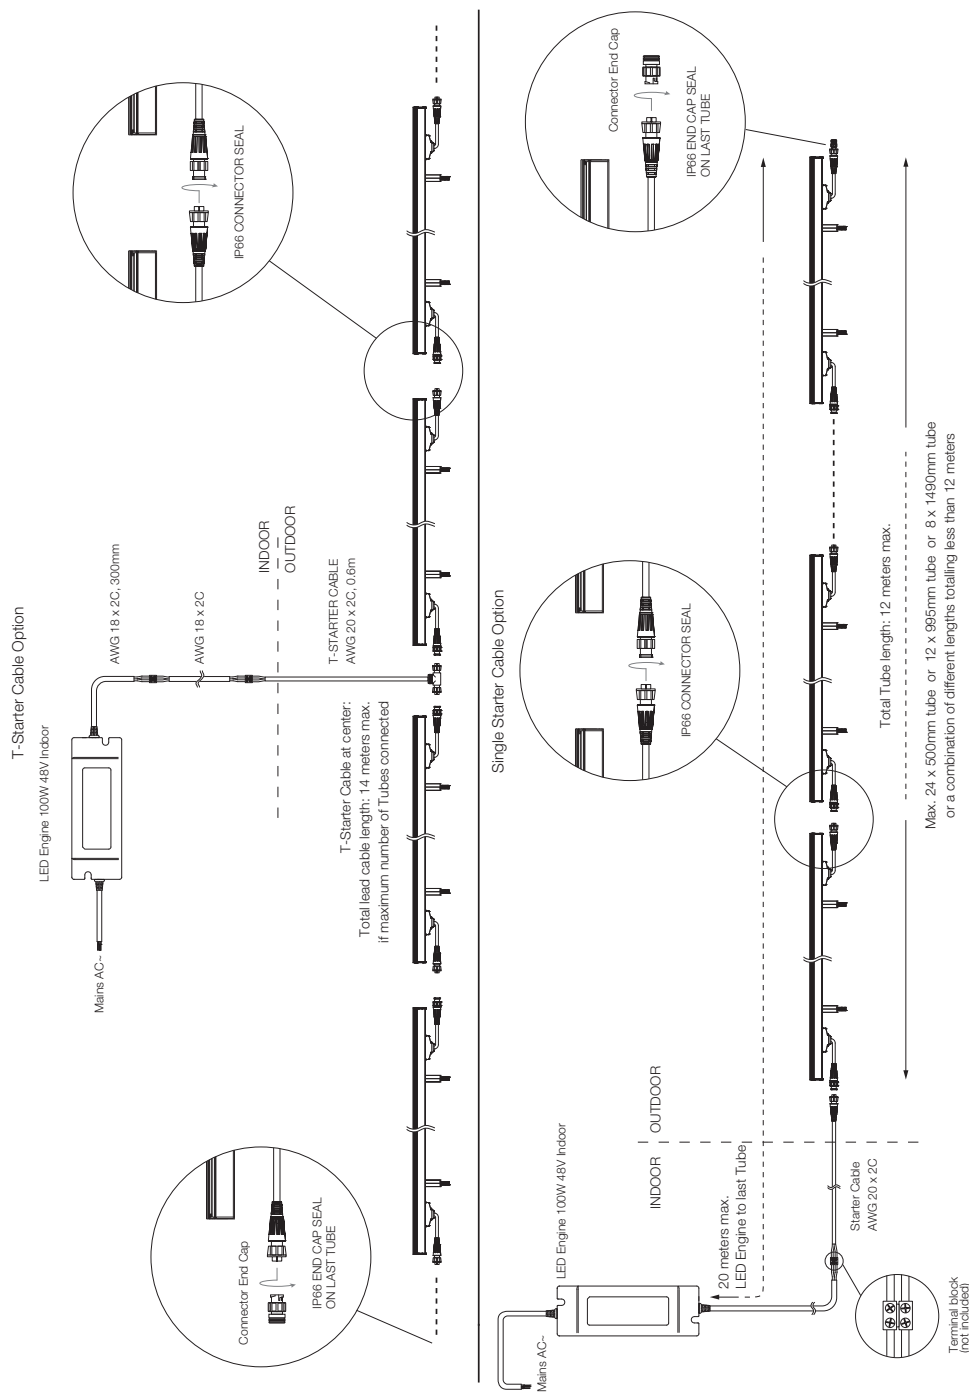 T-Starter Cable Option
LED Engine 100W 48V Indoor
Mains AC~
AWG 18 x 2C, 300mm
AWG 18 x 2C
INDOOR
OUTDOOR
T-STARTER CABLE
AWG 20 x 2C, 0.6m
T-Starter Cable at center:
Total lead cable length: 14 meters max.
if maximum number of Tubes connected
IP66 CONNECTOR SEAL
Connector End Cap
IP66 END CAP SEAL
ON LAST TUBE
Single Starter Cable Option
Mains AC~
LED Engine 100W 48V Indoor
INDOOR
OUTDOOR
20 meters max.
LED Engine to last Tube
Starter Cable
AWG 20 x 2C
Terminal block
(not included)
IP66 CONNECTOR SEAL
Connector End Cap
IP66 END CAP SEAL
ON LAST TUBE
Total Tube length: 12 meters max.
Max. 24 x 500mm tube or 12 x 995mm tube or 8 x 1490mm tube
or a combination of different lengths totalling less than 12 meters